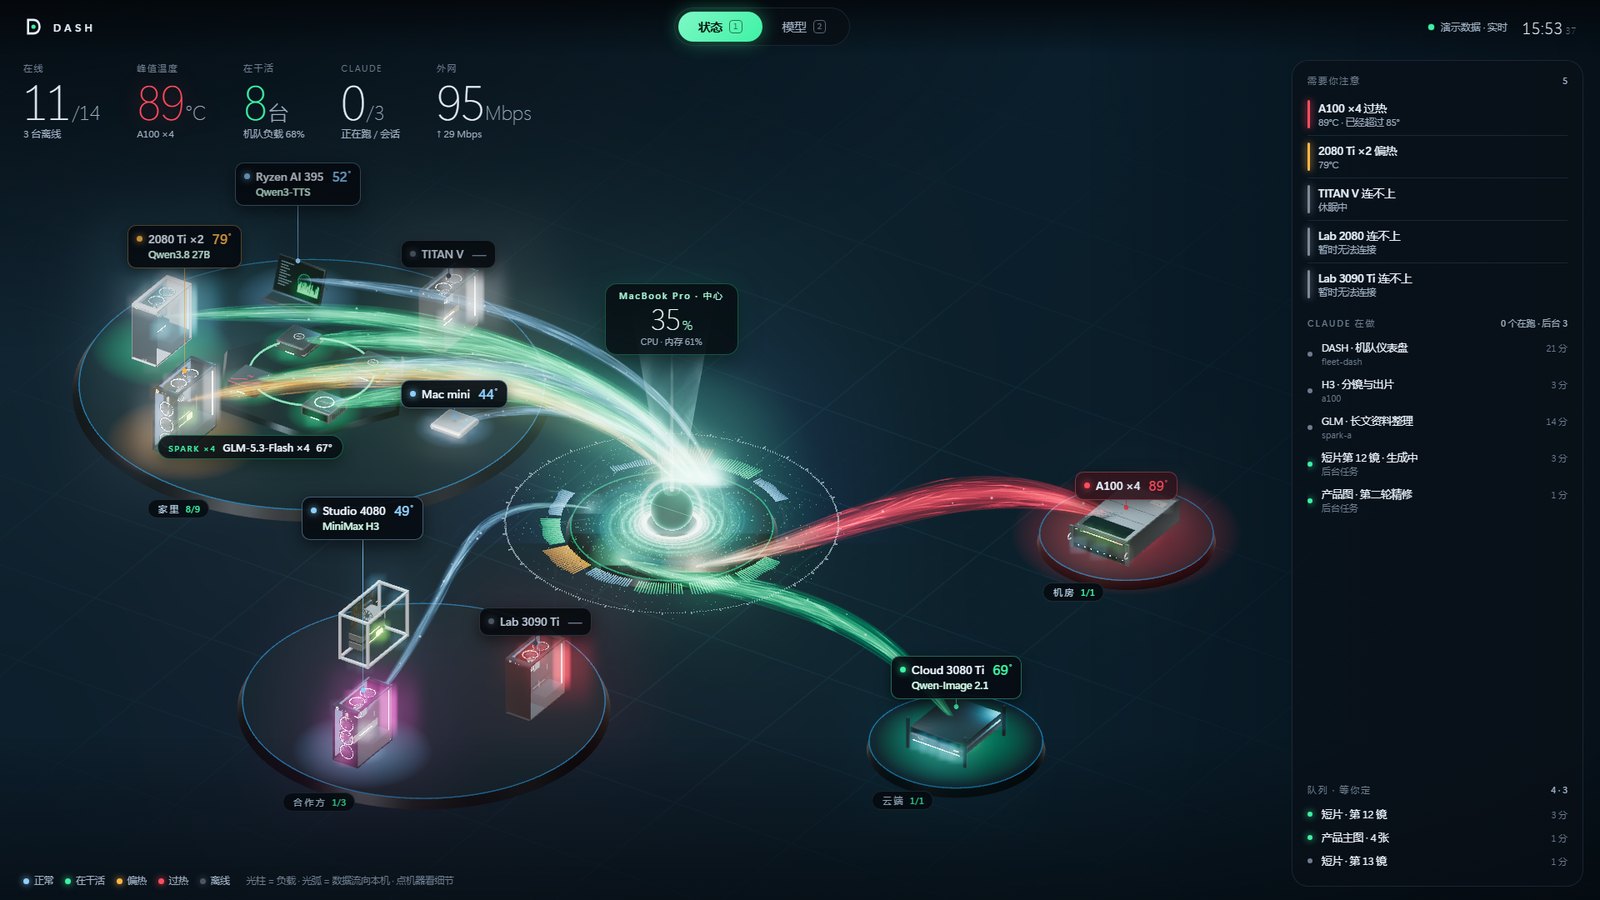 DASH
状态 1
模型 2
演示数据 · 实时
15:53 37
在线
11/14
3 台离线
峰值温度
89°C
A100 ×4
在干活
8台
机队负载 68%
CLAUDE
0/3
正在跑 / 会话
外网
95Mbps
↑ 29 Mbps
Ryzen AI 395 52°
Qwen3-TTS
2080 Ti ×2 79°
Qwen3.8 27B
TITAN V —
MacBook Pro · 中心
35%
CPU · 内存 61%
Mac mini 44°
SPARK ×4 GLM-5.3-Flash ×4 67°
家里 8/9
Studio 4080 49°
MiniMax H3
Lab 3090 Ti —
合作方 1/3
A100 ×4 89°
机房 1/1
Cloud 3080 Ti 69°
Qwen-Image 2.1
云端 1/1
需要你注意 5
A100 ×4 过热
89°C · 已经超过 85°
2080 Ti ×2 偏热
79°C
TITAN V 连不上
休眠中
Lab 2080 连不上
暂时无法连接
Lab 3090 Ti 连不上
暂时无法连接
CLAUDE 在做 0 个在跑 · 后台 3
DASH · 机队仪表盘 21 分
fleet-dash
H3 · 分镜与出片 3 分
a100
GLM · 长文资料整理 14 分
spark-a
短片第 12 镜 · 生成中 3 分
后台任务
产品图 · 第二轮精修 1 分
后台任务
队列 · 等你定 4 · 3
短片 · 第 12 镜 3 分
产品主图 · 4 张 1 分
短片 · 第 13 镜 1 分
正常 在干活 偏热 过热 离线 光柱 = 负载 · 光弧 = 数据流向本机 · 点机器看细节